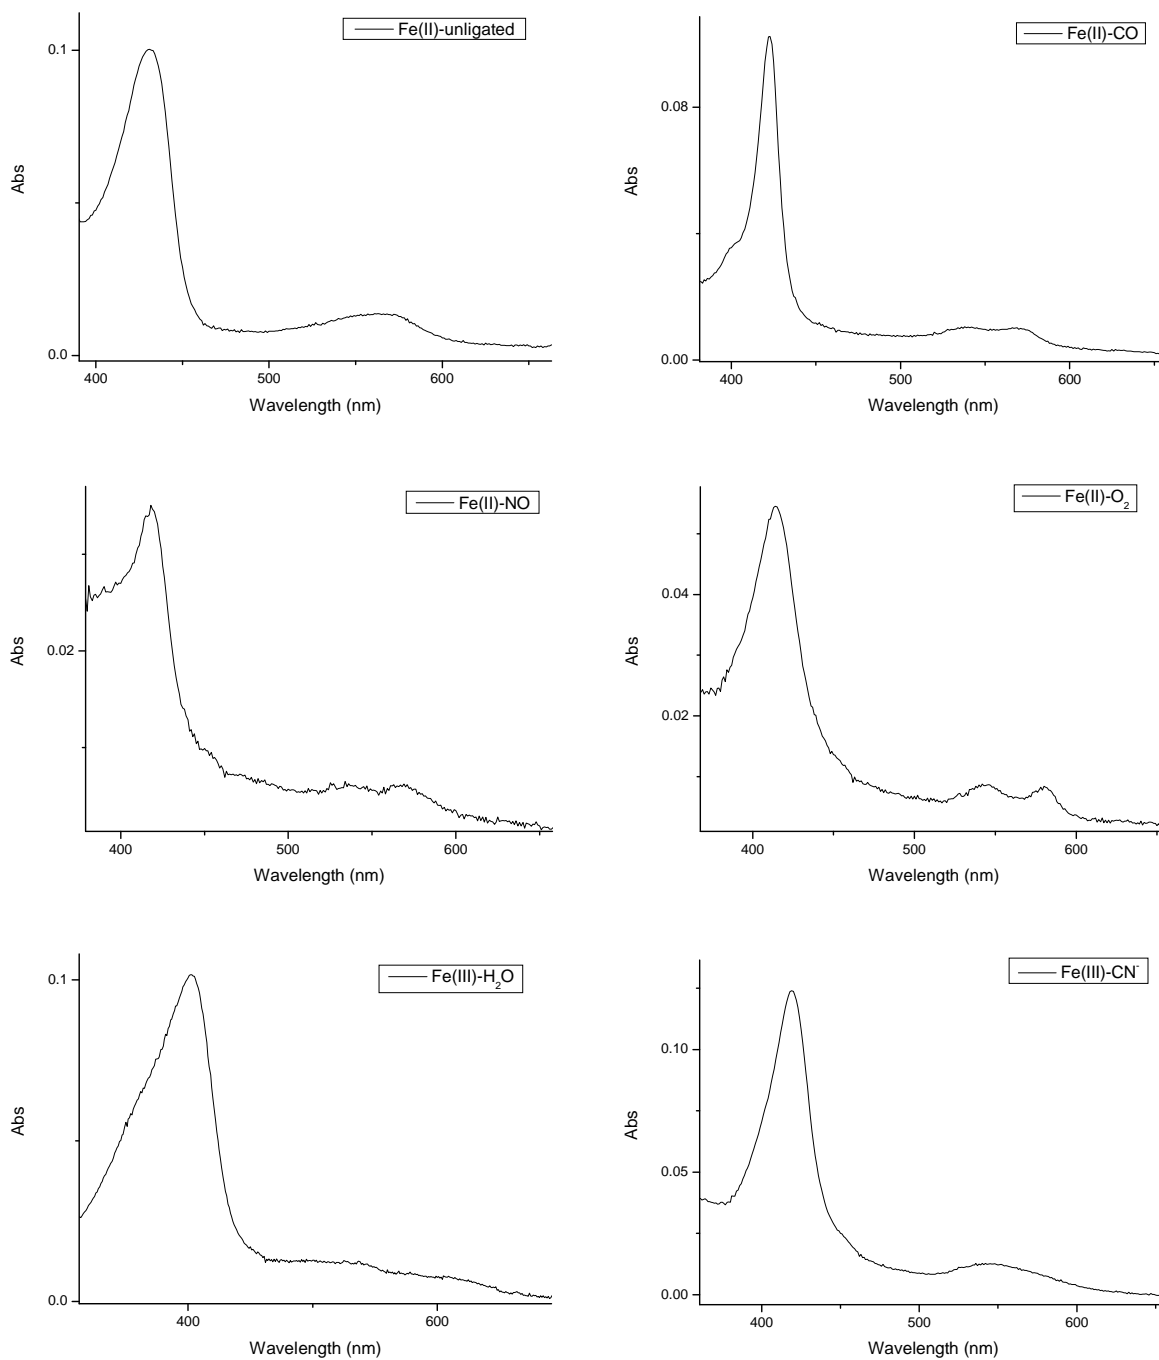 Fe(II)-unligated
0.1
Abs
0.0
400 500 600
Wavelength (nm)
Fe(II)-CO
0.08
Abs
0.00
400 500 600
Wavelength (nm)
Fe(II)-NO
Abs
0.02
400 500 600
Wavelength (nm)
Fe(II)-O₂
0.04
Abs
0.02
400 500 600
Wavelength (nm)
Fe(III)-H₂O
0.1
Abs
0.0
400 600
Wavelength (nm)
Fe(III)-CN⁻
0.10
Abs
0.05
0.00
400 500 600
Wavelength (nm)